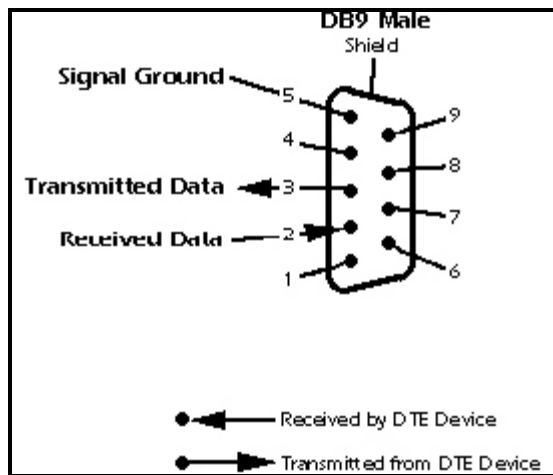 DB9 Male
Shield
Signal Ground
5
9
4
8
Transmitted Data
3
7
Received Data
2
6
1
Received by DTE Device
Transmitted from DTE Device